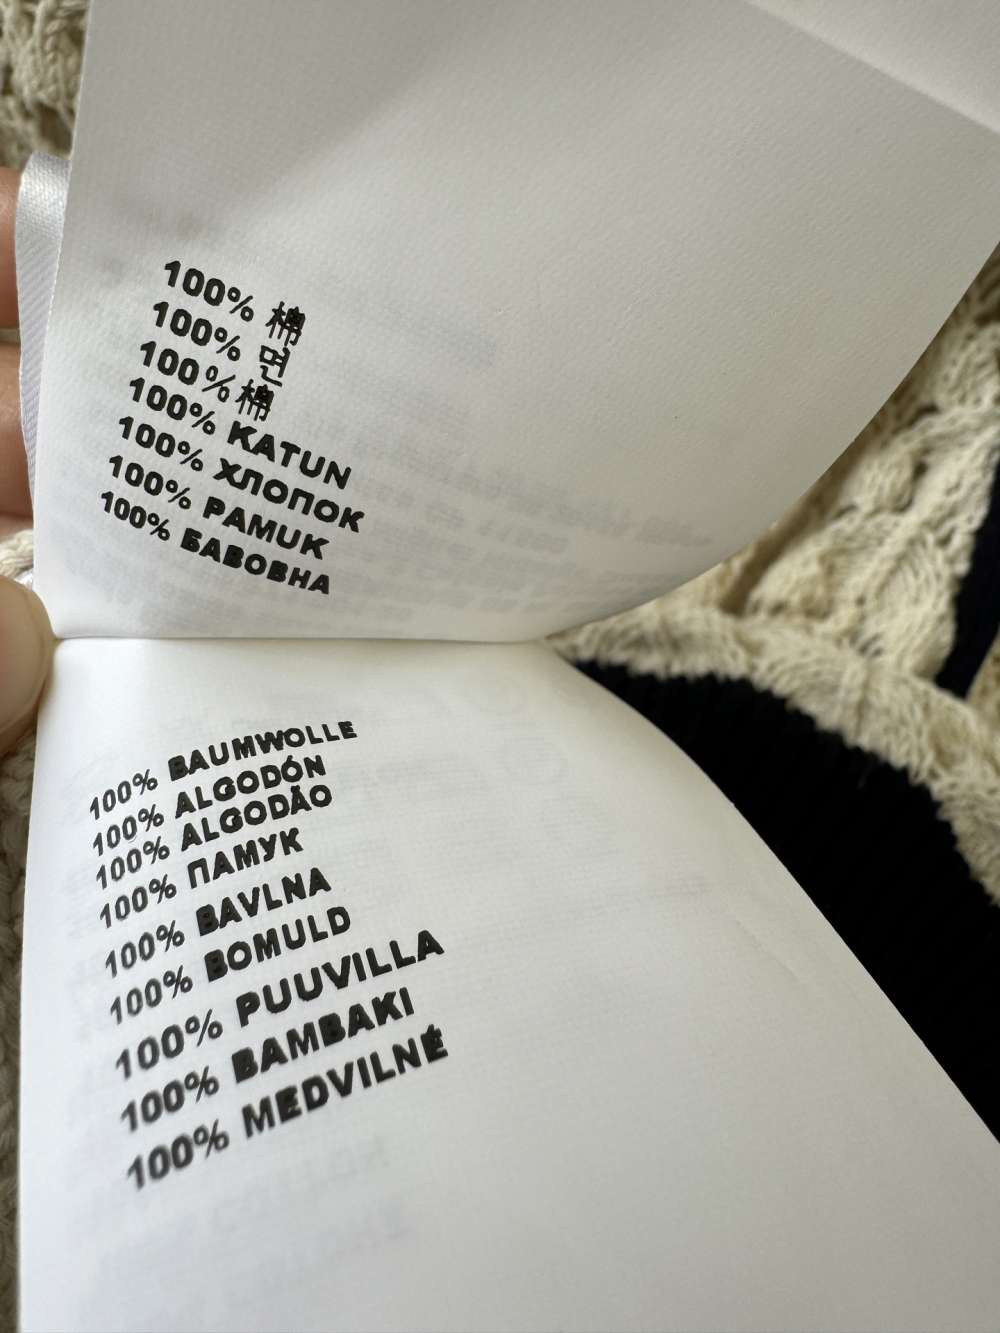 100% 棉
100% 면
100%棉
100% KATUN
100% ХЛОПОК
100% PAMUK
100% БАВОВНА
100% BAUMWOLLE
100% ALGODÓN
100% ALGODÃO
100% ПАМУК
100% BAVLNA
100% BOMULD
100% PUUVILLA
100% BAMBAKI
100% MEDVILNĖ